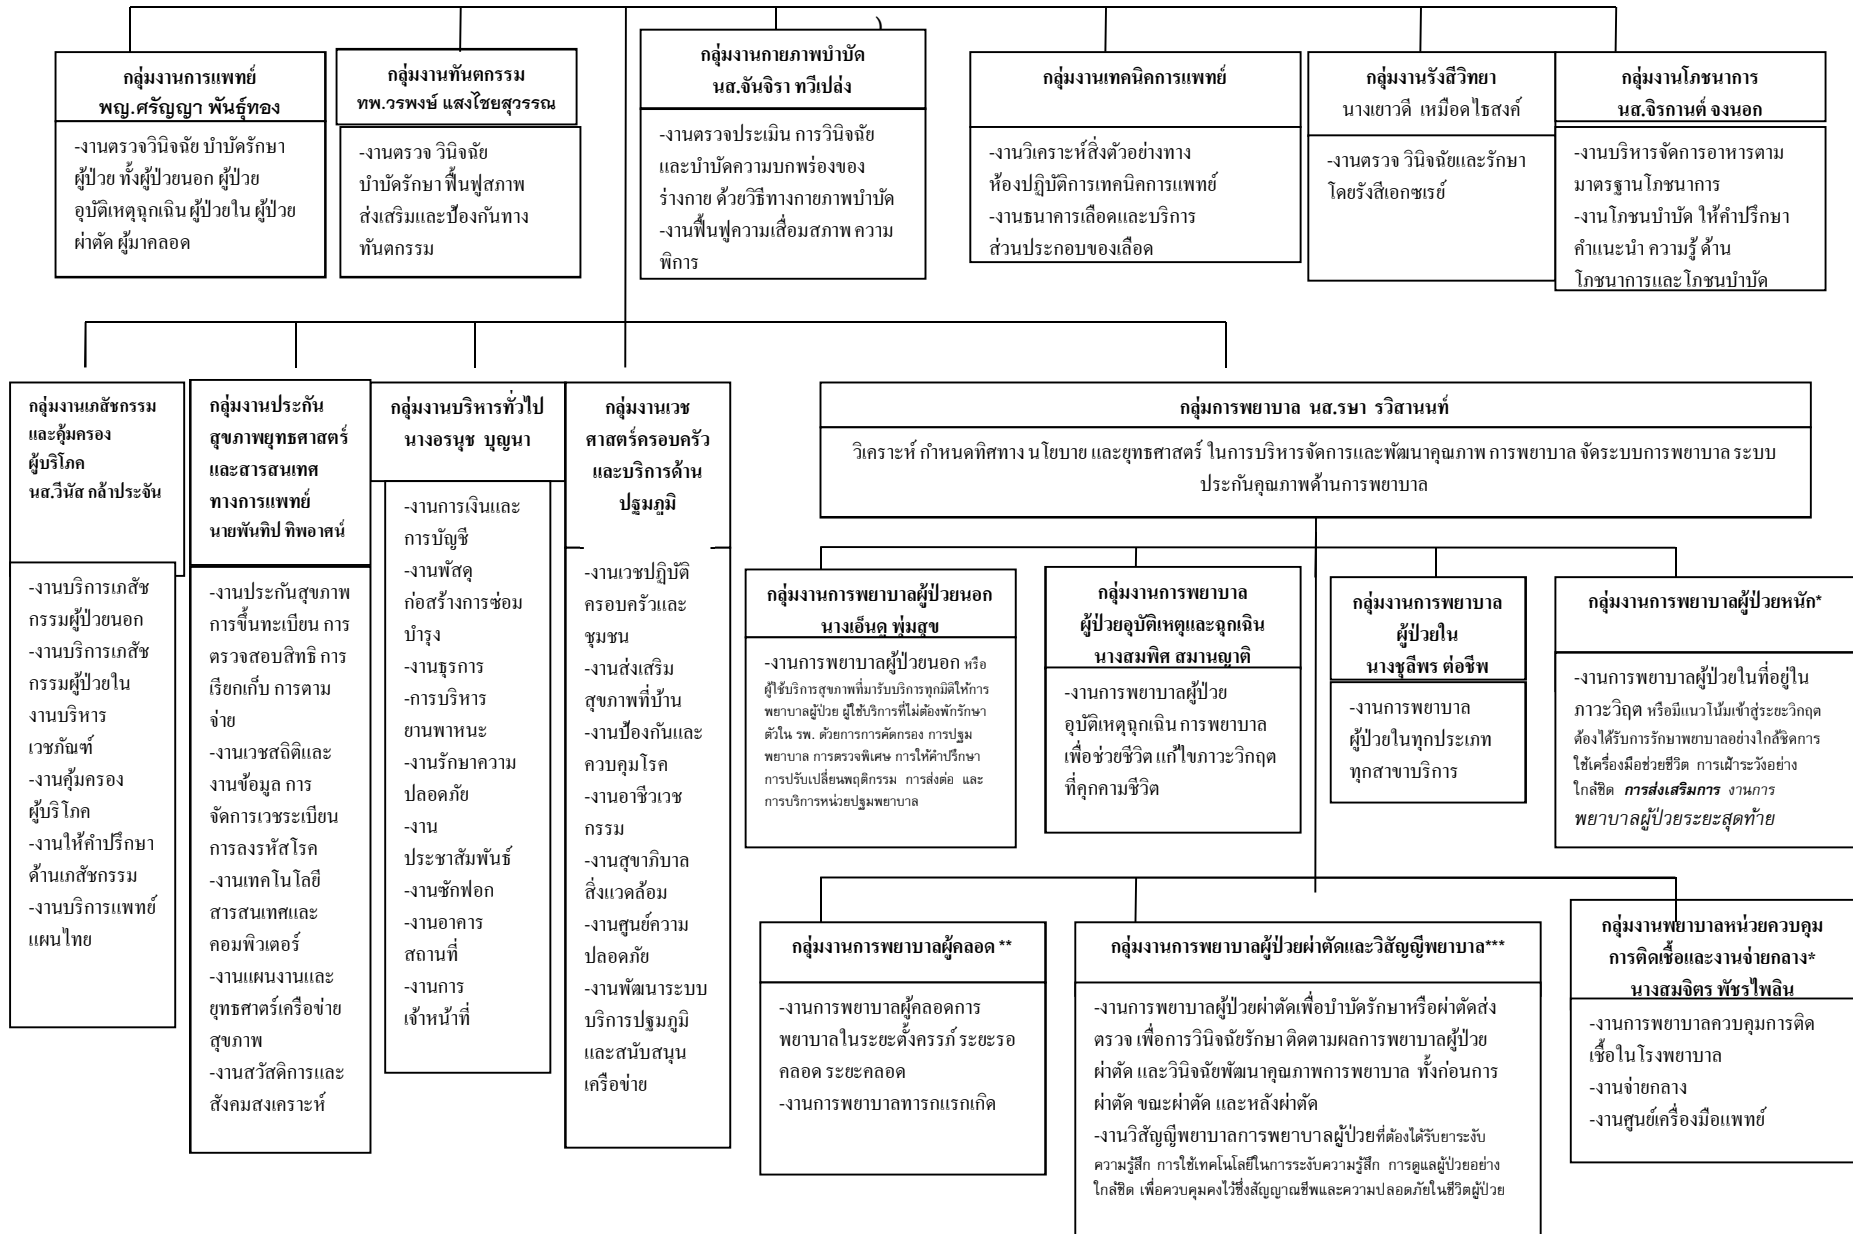 )
กลุ่มงานการแพทย์
พญ.ศรัญญา พันธุ์ทอง
-งานตรวจวินิจฉัย บำบัดรักษา
ผู้ป่วย ทั้งผู้ป่วยนอก ผู้ป่วย
อุบัติเหตุฉุกเฉิน ผู้ป่วยใน ผู้ป่วย
ผ่าตัด ผู้มาคลอด
กลุ่มงานทันตกรรม
ทพ.วรพงษ์ แสงไชยสุวรรณ
-งานตรวจ วินิจฉัย
บำบัดรักษา ฟื้นฟูสภาพ
ส่งเสริมและป้องกันทาง
ทันตกรรม
กลุ่มงานกายภาพบำบัด
นส.จันจิรา ทวีเปล่ง
-งานตรวจประเมิน การวินิจฉัย
และบำบัดความบกพร่องของ
ร่างกาย ด้วยวิธีทางกายภาพบำบัด
-งานฟื้นฟูความเสื่อมสภาพ ความ
พิการ
กลุ่มงานเทคนิคการแพทย์
-งานวิเคราะห์สิ่งตัวอย่างทาง
ห้องปฏิบัติการเทคนิคการแพทย์
-งานธนาคารเลือดและบริการ
ส่วนประกอบของเลือด
กลุ่มงานรังสีวิทยา
นางเยาวดี เหมือดไธสงค์
-งานตรวจ วินิจฉัยและรักษา
โดยรังสีเอกซเรย์
กลุ่มงานโภชนาการ
นส.จิรกานต์ จงนอก
-งานบริหารจัดการอาหารตาม
มาตรฐานโภชนาการ
-งานโภชนบำบัด ให้คำปรึกษา
คำแนะนำ ความรู้ ด้าน
โภชนาการและโภชนบำบัด
กลุ่มงานเภสัชกรรม
และคุ้มครอง
ผู้บริโภค
นส.วีนัส กล้าประจัน
-งานบริการเภสัช
กรรมผู้ป่วยนอก
-งานบริการเภสัช
กรรมผู้ป่วยใน
งานบริหาร
เวชภัณฑ์
-งานคุ้มครอง
ผู้บริโภค
-งานให้คำปรึกษา
ด้านเภสัชกรรม
-งานบริการแพทย์
แผนไทย
กลุ่มงานประกัน
สุขภาพยุทธศาสตร์
และสารสนเทศ
ทางการแพทย์
นายพันทิป ทิพอาศน์
-งานประกันสุขภาพ
การขึ้นทะเบียน การ
ตรวจสอบสิทธิ การ
เรียกเก็บ การตาม
จ่าย
-งานเวชสถิติและ
งานข้อมูล การ
จัดการเวชระเบียน
การลงรหัสโรค
-งานเทคโนโลยี
สารสนเทศและ
คอมพิวเตอร์
-งานแผนงานและ
ยุทธศาตร์เครือข่าย
สุขภาพ
-งานสวัสดิการและ
สังคมสงเคราะห์
กลุ่มงานบริหารทั่วไป
นางอรนุช บุญนา
-งานการเงินและ
การบัญชี
-งานพัสดุ
ก่อสร้างการซ่อม
บำรุง
-งานธุรการ
-การบริหาร
ยานพาหนะ
-งานรักษาความ
ปลอดภัย
-งาน
ประชาสัมพันธ์
-งานซักฟอก
-งานอาคาร
สถานที่
-งานการ
เจ้าหน้าที่
กลุ่มงานเวช
ศาสตร์ครอบครัว
และบริการด้าน
ปฐมภูมิ
-งานเวชปฏิบัติ
ครอบครัวและ
ชุมชน
-งานส่งเสริม
สุขภาพที่บ้าน
-งานป้องกันและ
ควบคุมโรค
-งานอาชีวเวช
กรรม
-งานสุขาภิบาล
สิ่งแวดล้อม
-งานศูนย์ความ
ปลอดภัย
-งานพัฒนาระบบ
บริการปฐมภูมิ
และสนับสนุน
เครือข่าย
กลุ่มการพยาบาล นส.รษา รวิสานนท์
วิเคราะห์ กำหนดทิศทาง นโยบาย และยุทธศาสตร์ ในการบริหารจัดการและพัฒนาคุณภาพ การพยาบาล จัดระบบการพยาบาล ระบบ
ประกันคุณภาพด้านการพยาบาล
กลุ่มงานการพยาบาลผู้ป่วยนอก
นางเอ็นดู พุ่มสุข
-งานการพยาบาลผู้ป่วยนอก หรือ
ผู้ใช้บริการสุขภาพที่มารับบริการทุกมิติให้การ
พยาบาลผู้ป่วย ผู้ใช้บริการที่ไม่ต้องพักรักษา
ตัวใน รพ. ด้วยการการคัดกรอง การปฐม
พยาบาล การตรวจพิเศษ การให้คำปรึกษา
การปรับเปลี่ยนพฤติกรรม การส่งต่อ และ
การบริการหน่วยปฐมพยาบาล
กลุ่มงานการพยาบาล
ผู้ป่วยอุบัติเหตุและฉุกเฉิน
นางสมพิศ สมานญาติ
-งานการพยาบาลผู้ป่วย
อุบัติเหตุฉุกเฉิน การพยาบาล
เพื่อช่วยชีวิต แก้ไขภาวะวิกฤต
ที่คุกคามชีวิต
กลุ่มงานการพยาบาล
ผู้ป่วยใน
นางชุลีพร ต่อชีพ
-งานการพยาบาล
ผู้ป่วยในทุกประเภท
ทุกสาขาบริการ
กลุ่มงานการพยาบาลผู้ป่วยหนัก*
-งานการพยาบาลผู้ป่วยในที่อยู่ใน
ภาวะวิฤต หรือมีแนวโน้มเข้าสู่ระยะวิกฤต
ต้องได้รับการรักษาพยาบาลอย่างใกล้ชิดการ
ใช้เครื่องมือช่วยชีวิต การเฝ้าระวังอย่าง
ใกล้ชิด การส่งเสริมการ งานการ
พยาบาลผู้ป่วยระยะสุดท้าย
กลุ่มงานการพยาบาลผู้คลอด **
-งานการพยาบาลผู้คลอดการ
พยาบาลในระยะตั้งครรภ์ ระยะรอ
คลอด ระยะคลอด
-งานการพยาบาลทารกแรกเกิด
กลุ่มงานการพยาบาลผู้ป่วยผ่าตัดและวิสัญญีพยาบาล***
-งานการพยาบาลผู้ป่วยผ่าตัดเพื่อบำบัดรักษาหรือผ่าตัดส่ง
ตรวจ เพื่อการวินิจฉัยรักษา ติดตามผลการพยาบาลผู้ป่วย
ผ่าตัด และวินิจฉัยพัฒนาคุณภาพการพยาบาล ทั้งก่อนการ
ผ่าตัด ขณะผ่าตัด และหลังผ่าตัด
-งานวิสัญญีพยาบาลการพยาบาลผู้ป่วยที่ต้องได้รับยาระงับ
ความรู้สึก การใช้เทคโนโลยีในการระงับความรู้สึก การดูแลผู้ป่วยอย่าง
ใกล้ชิด เพื่อควบคุมคงไว้ซึ่งสัญญาณชีพและความปลอดภัยในชีวิตผู้ป่วย
กลุ่มงานพยาบาลหน่วยควบคุม
การติดเชื้อและงานจ่ายกลาง*
นางสมจิตร พัชรไพลิน
-งานการพยาบาลควบคุมการติด
เชื้อในโรงพยาบาล
-งานจ่ายกลาง
-งานศูนย์เครื่องมือแพทย์